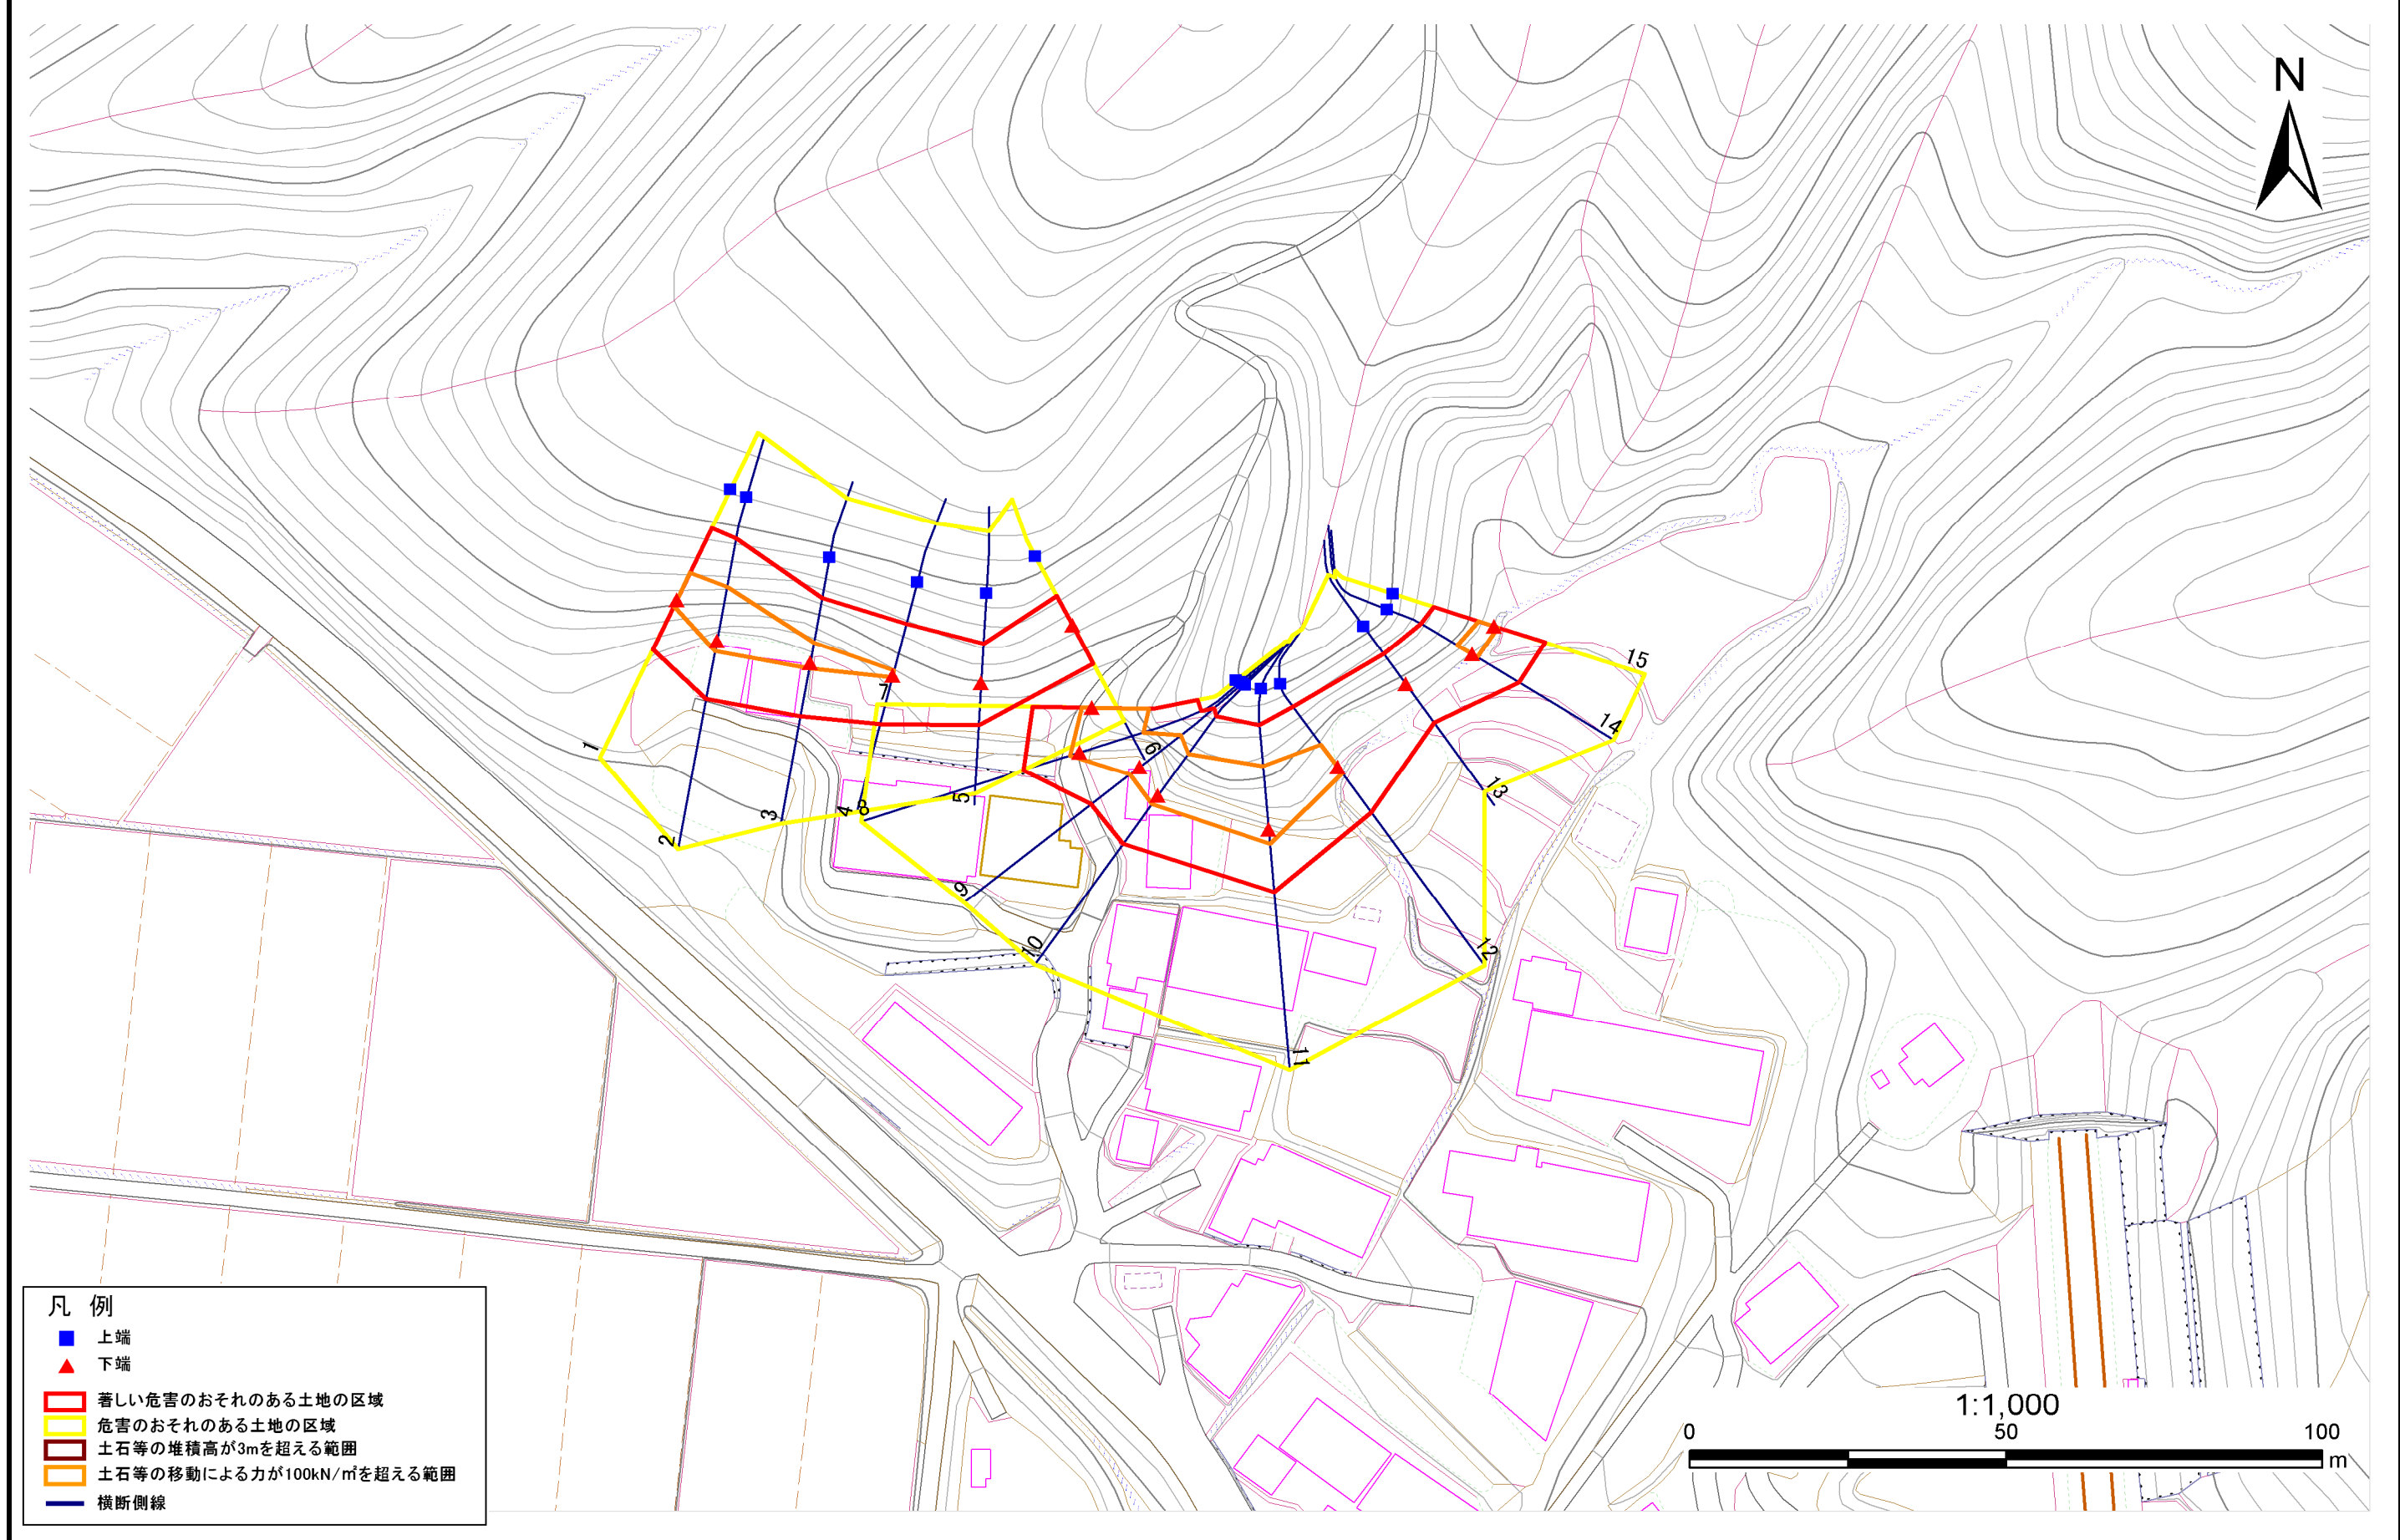 N
15
14
7
1
6
13
5
3
4
8
2
9
10
12
11
凡 例
上端
下端
著しい危害のおそれのある土地の区域
危害のおそれのある土地の区域
土石等の堆積高が3mを超える範囲
土石等の移動による力が100kN/㎡を超える範囲
横断側線
1:1,000
0 50 100
m